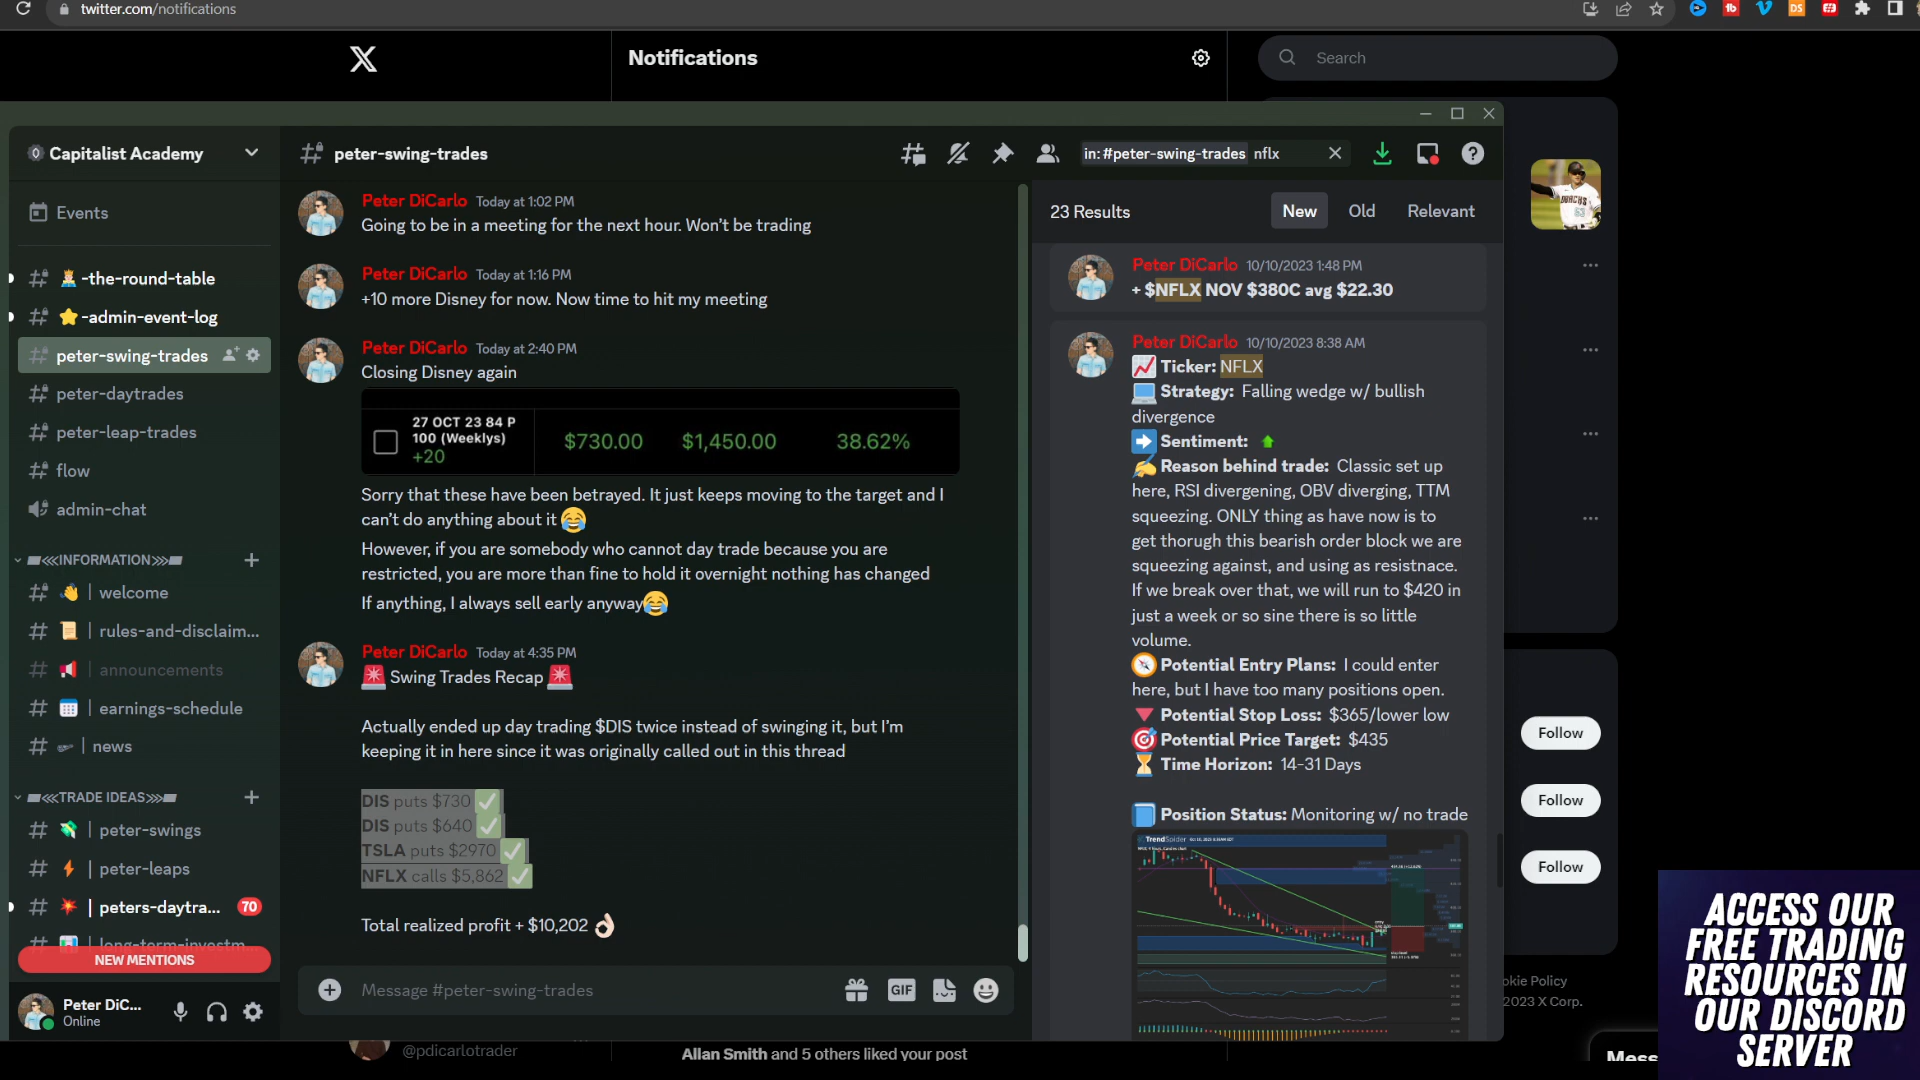 twitter.com/notifications
Notifications
Search
Capitalist Academy
Events
-the-round-table
-admin-event-log
peter-swing-trades
peter-daytrades
peter-leap-trades
flow
admin-chat
INFORMATION
welcome
rules-and-disclaim...
announcements
earnings-schedule
news
TRADE IDEAS
peter-swings
peter-leaps
peters-daytra...
70
long-term-investm
NEW MENTIONS
Peter DiC...
Online
peter-swing-trades
Peter DiCarlo Today at 1:02 PM
Going to be in a meeting for the next hour. Won't be trading
Peter DiCarlo Today at 1:16 PM
+10 more Disney for now. Now time to hit my meeting
Peter DiCarlo Today at 2:40 PM
Closing Disney again
27 OCT 23 84 P
100 (Weeklys)
+20
$730.00 $1,450.00 38.62%
Sorry that these have been betrayed. It just keeps moving to the target and I
can't do anything about it
However, if you are somebody who cannot day trade because you are
restricted, you are more than fine to hold it overnight nothing has changed
If anything, I always sell early anyway
Peter DiCarlo Today at 4:35 PM
Swing Trades Recap
Actually ended up day trading $DIS twice instead of swinging it, but I'm
keeping it in here since it was originally called out in this thread
DIS puts $730
DIS puts $640
TSLA puts $2970
NFLX calls $5,862
Total realized profit + $10,202
Message #peter-swing-trades
GIF
in: #peter-swing-trades nflx
23 Results
New
Old
Relevant
Peter DiCarlo 10/10/2023 1:48 PM
+ $NFLX NOV $380C avg $22.30
Peter DiCarlo 10/10/2023 8:38 AM
Ticker: NFLX
Strategy: Falling wedge w/ bullish
divergence
Sentiment:
Reason behind trade: Classic set up
here, RSI divergening, OBV diverging, TTM
squeezing. ONLY thing as have now is to
get thorugh this bearish order block we are
squeezing against, and using as resistnace.
If we break over that, we will run to $420 in
just a week or so sine there is so little
volume.
Potential Entry Plans: I could enter
here, but I have too many positions open.
Potential Stop Loss: $365/lower low
Potential Price Target: $435
Time Horizon: 14-31 Days
Position Status: Monitoring w/ no trade
TrendSpider
Follow
Follow
Follow
okie Policy
2023 X Corp.
Mess
@pdicarlotrader
Allan Smith and 5 others liked your post
ACCESS OUR
FREE TRADING
RESOURCES IN
OUR DISCORD
SERVER